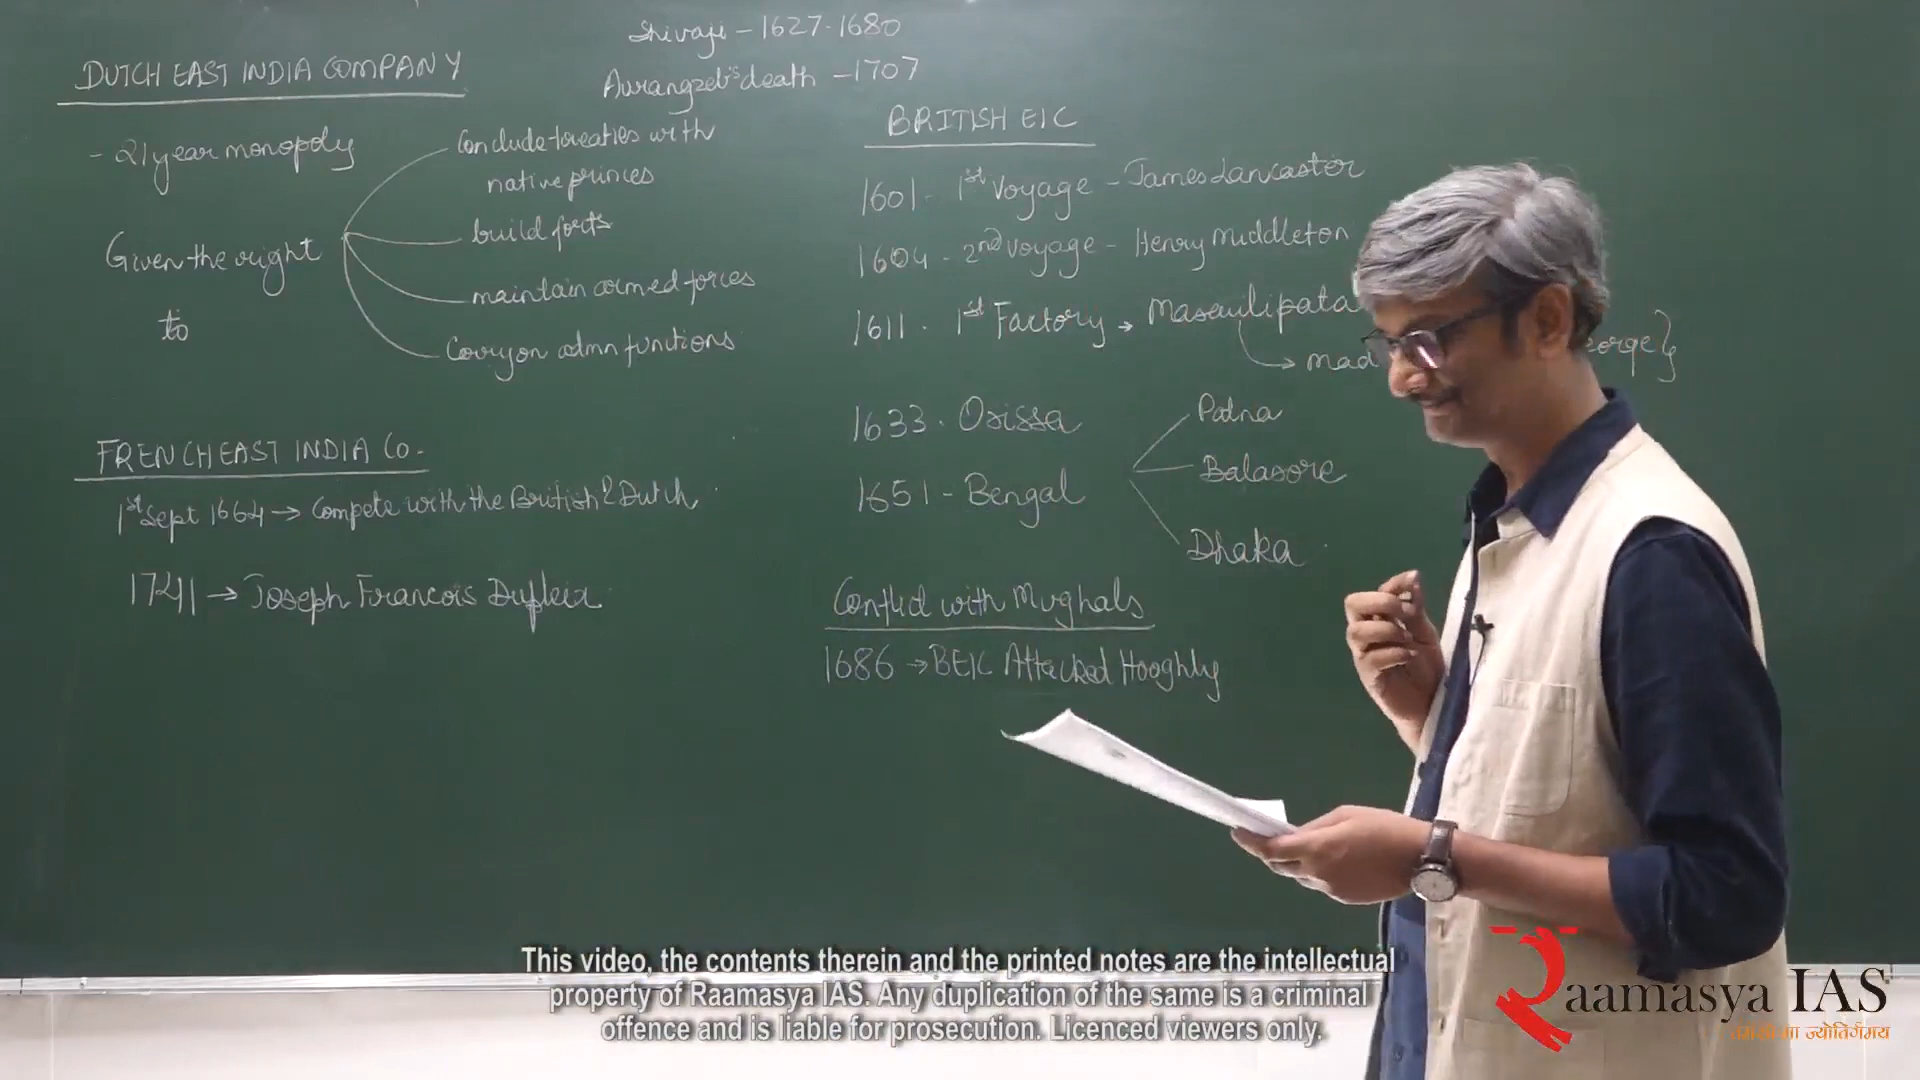 Shivaji - 1627-1680
Aurangzeb's death - 1707
DUTCH EAST INDIA COMPANY
- 21 year monopoly
Given the right
to
Conclude treaties with
native princes
build forts
maintain armed forces
Carry on admn functions
FRENCH EAST INDIA Co.
1st Sept 1664 → Compete with the British & Dutch
1741 → Joseph Francois Dupleix
BRITISH EIC
1601 - 1st Voyage - James Lancaster
1604 - 2nd voyage - Henry Middleton
1611 - 1st Factory → Masaulipata
→ Mad eorge}
1633 - Orissa
1651 - Bengal
Patna
Balasore
Dhaka
Conflict with Mughals
1686 → BEIC Attacked Hooghly
This video, the contents therein and the printed notes are the intellectual
property of Raamasya IAS. Any duplication of the same is a criminal
offence and is liable for prosecution. Licenced viewers only.
Raamasya IAS
तमसो मा ज्योतिर्गमय